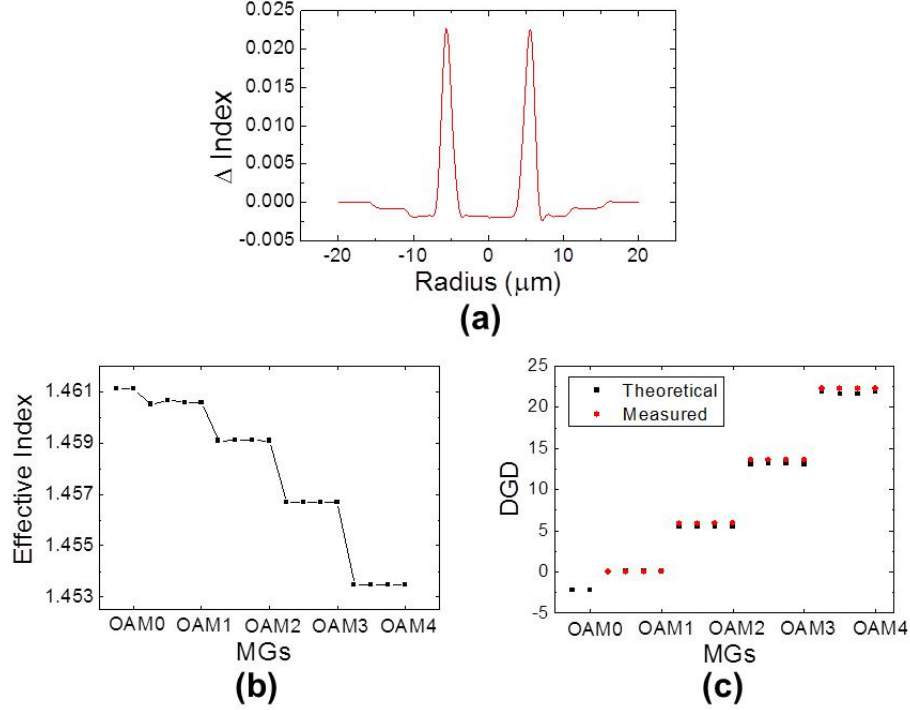 0.025
0.020
0.015
0.010
0.005
0.000
-0.005
Δ Index
-20 -10 0 10 20
Radius (μm)
(a)
1.461
1.459
1.457
1.455
1.453
Effective Index
OAM0 OAM1 OAM2 OAM3 OAM4
MGs
(b)
25
20
15
10
5
0
-5
DGD
Theoretical
Measured
OAM0 OAM1 OAM2 OAM3 OAM4
MGs
(c)